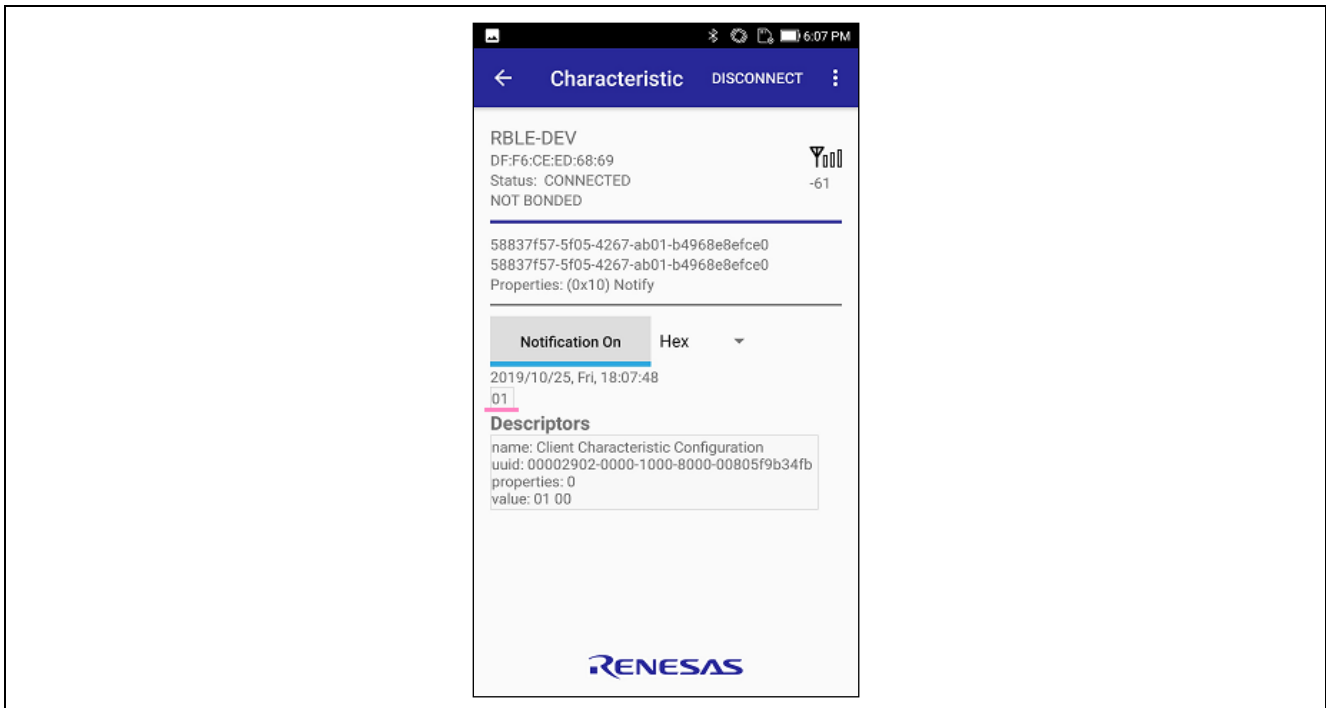 6:07 PM
Characteristic DISCONNECT
RBLE-DEV
DF:F6:CE:ED:68:69
Status: CONNECTED
-61
NOT BONDED
58837f57-5f05-4267-ab01-b4968e8efce0
58837f57-5f05-4267-ab01-b4968e8efce0
Properties: (0x10) Notify
Notification On Hex
2019/10/25, Fri, 18:07:48
01
Descriptors
name: Client Characteristic Configuration
uuid: 00002902-0000-1000-8000-00805f9b34fb
properties: 0
value: 01 00
RENESAS